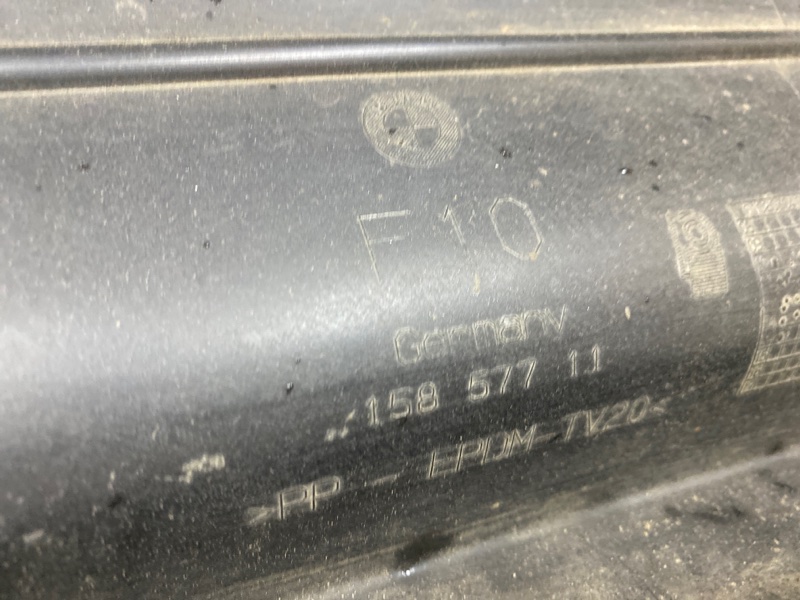 F10
Germany
158 577 11
>PP - EPDM-TV20<